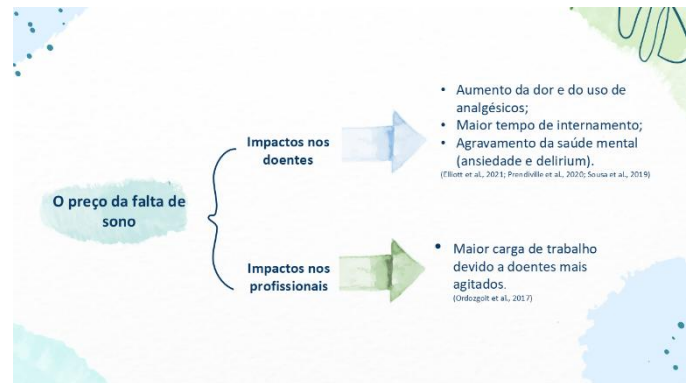 O preço da falta de
sono
Impactos nos
doentes
• Aumento da dor e do uso de
analgésicos;
• Maior tempo de internamento;
• Agravamento da saúde mental
(ansiedade e delirium).
(Elliott et al., 2021; Prendiville et al., 2020; Sousa et al., 2019)
Impactos nos
profissionais
• Maior carga de trabalho
devido a doentes mais
agitados.
(Ordozgoit et al., 2017)